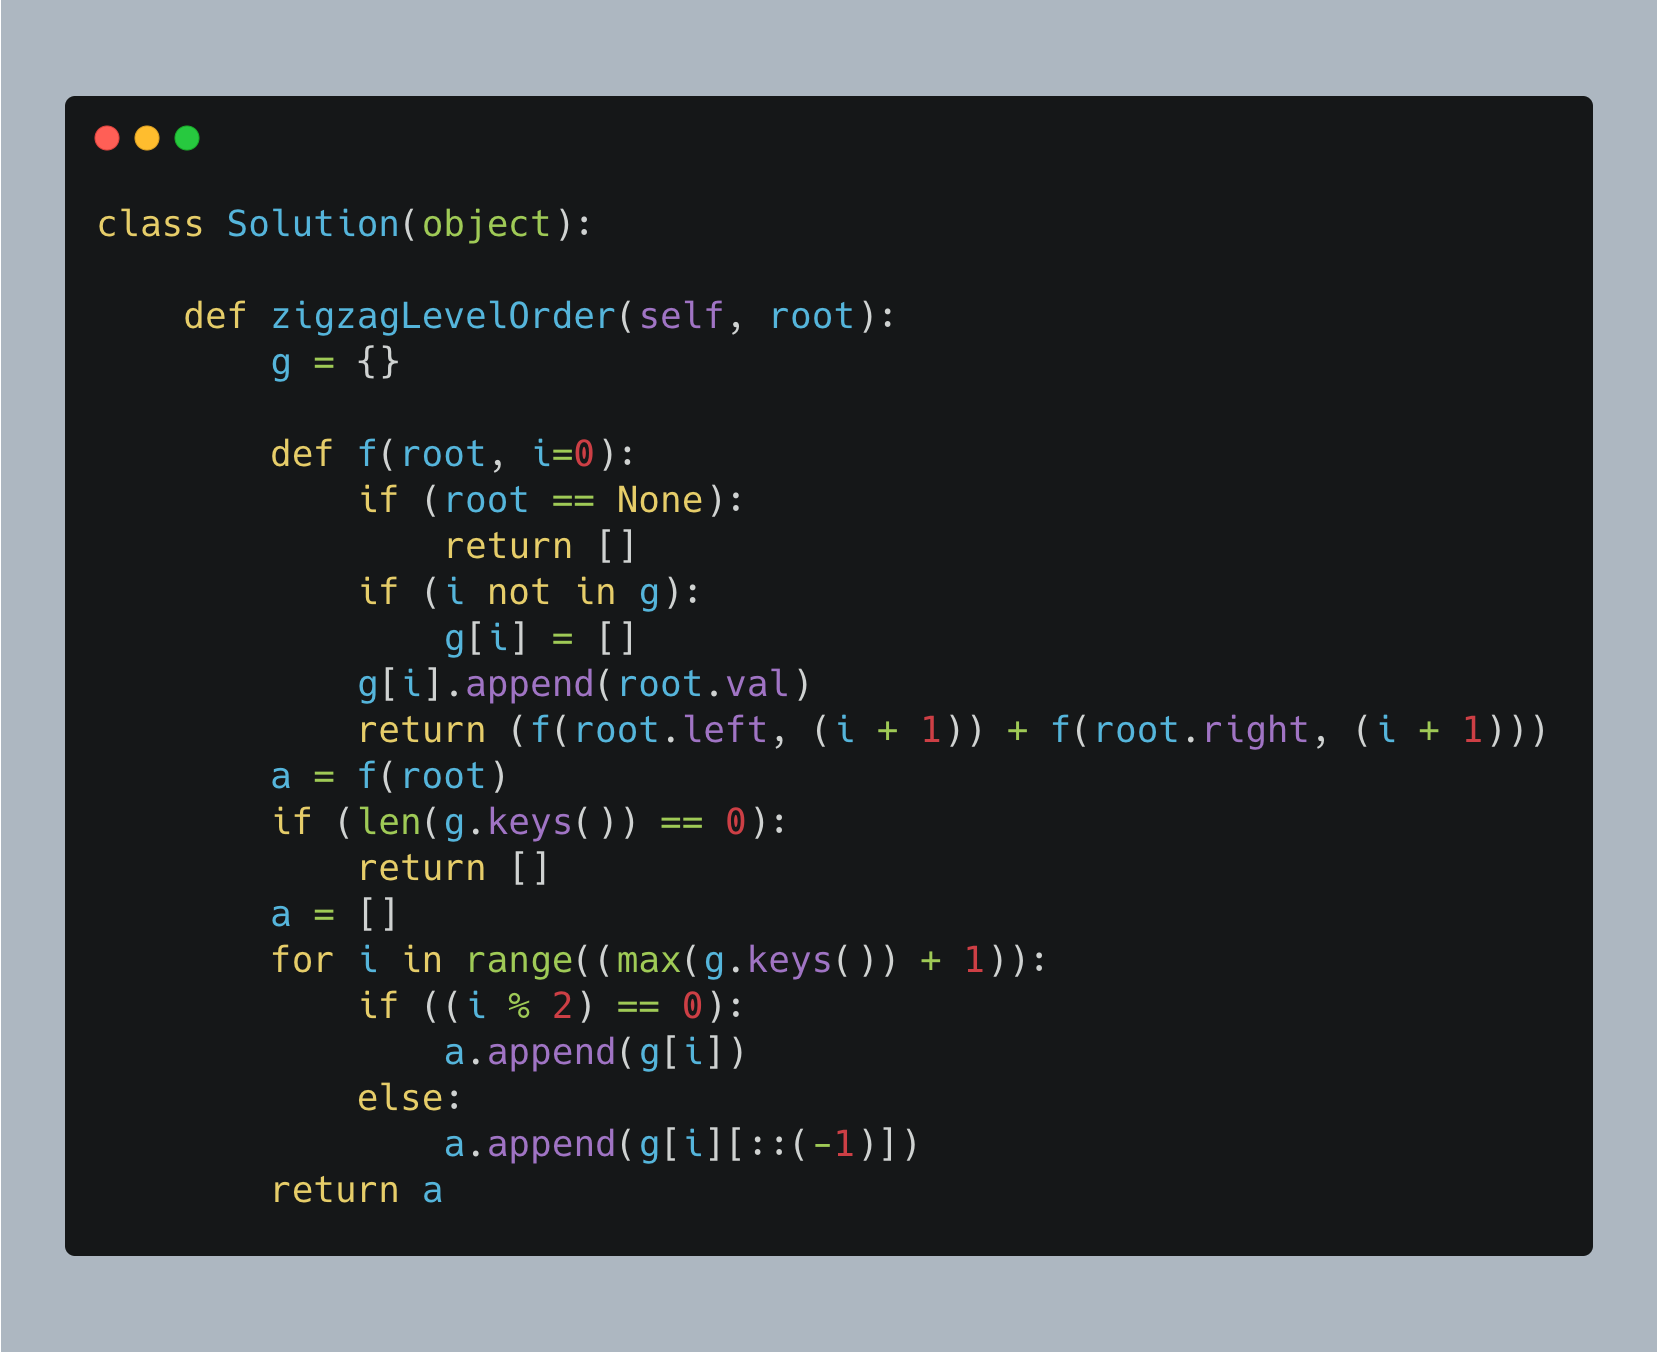 class Solution(object):

    def zigzagLevelOrder(self, root):
        g = {}

        def f(root, i=0):
            if (root == None):
                return []
            if (i not in g):
                g[i] = []
            g[i].append(root.val)
            return (f(root.left, (i + 1)) + f(root.right, (i + 1)))
        a = f(root)
        if (len(g.keys()) == 0):
            return []
        a = []
        for i in range((max(g.keys()) + 1)):
            if ((i % 2) == 0):
                a.append(g[i])
            else:
                a.append(g[i][::(-1)])
        return a